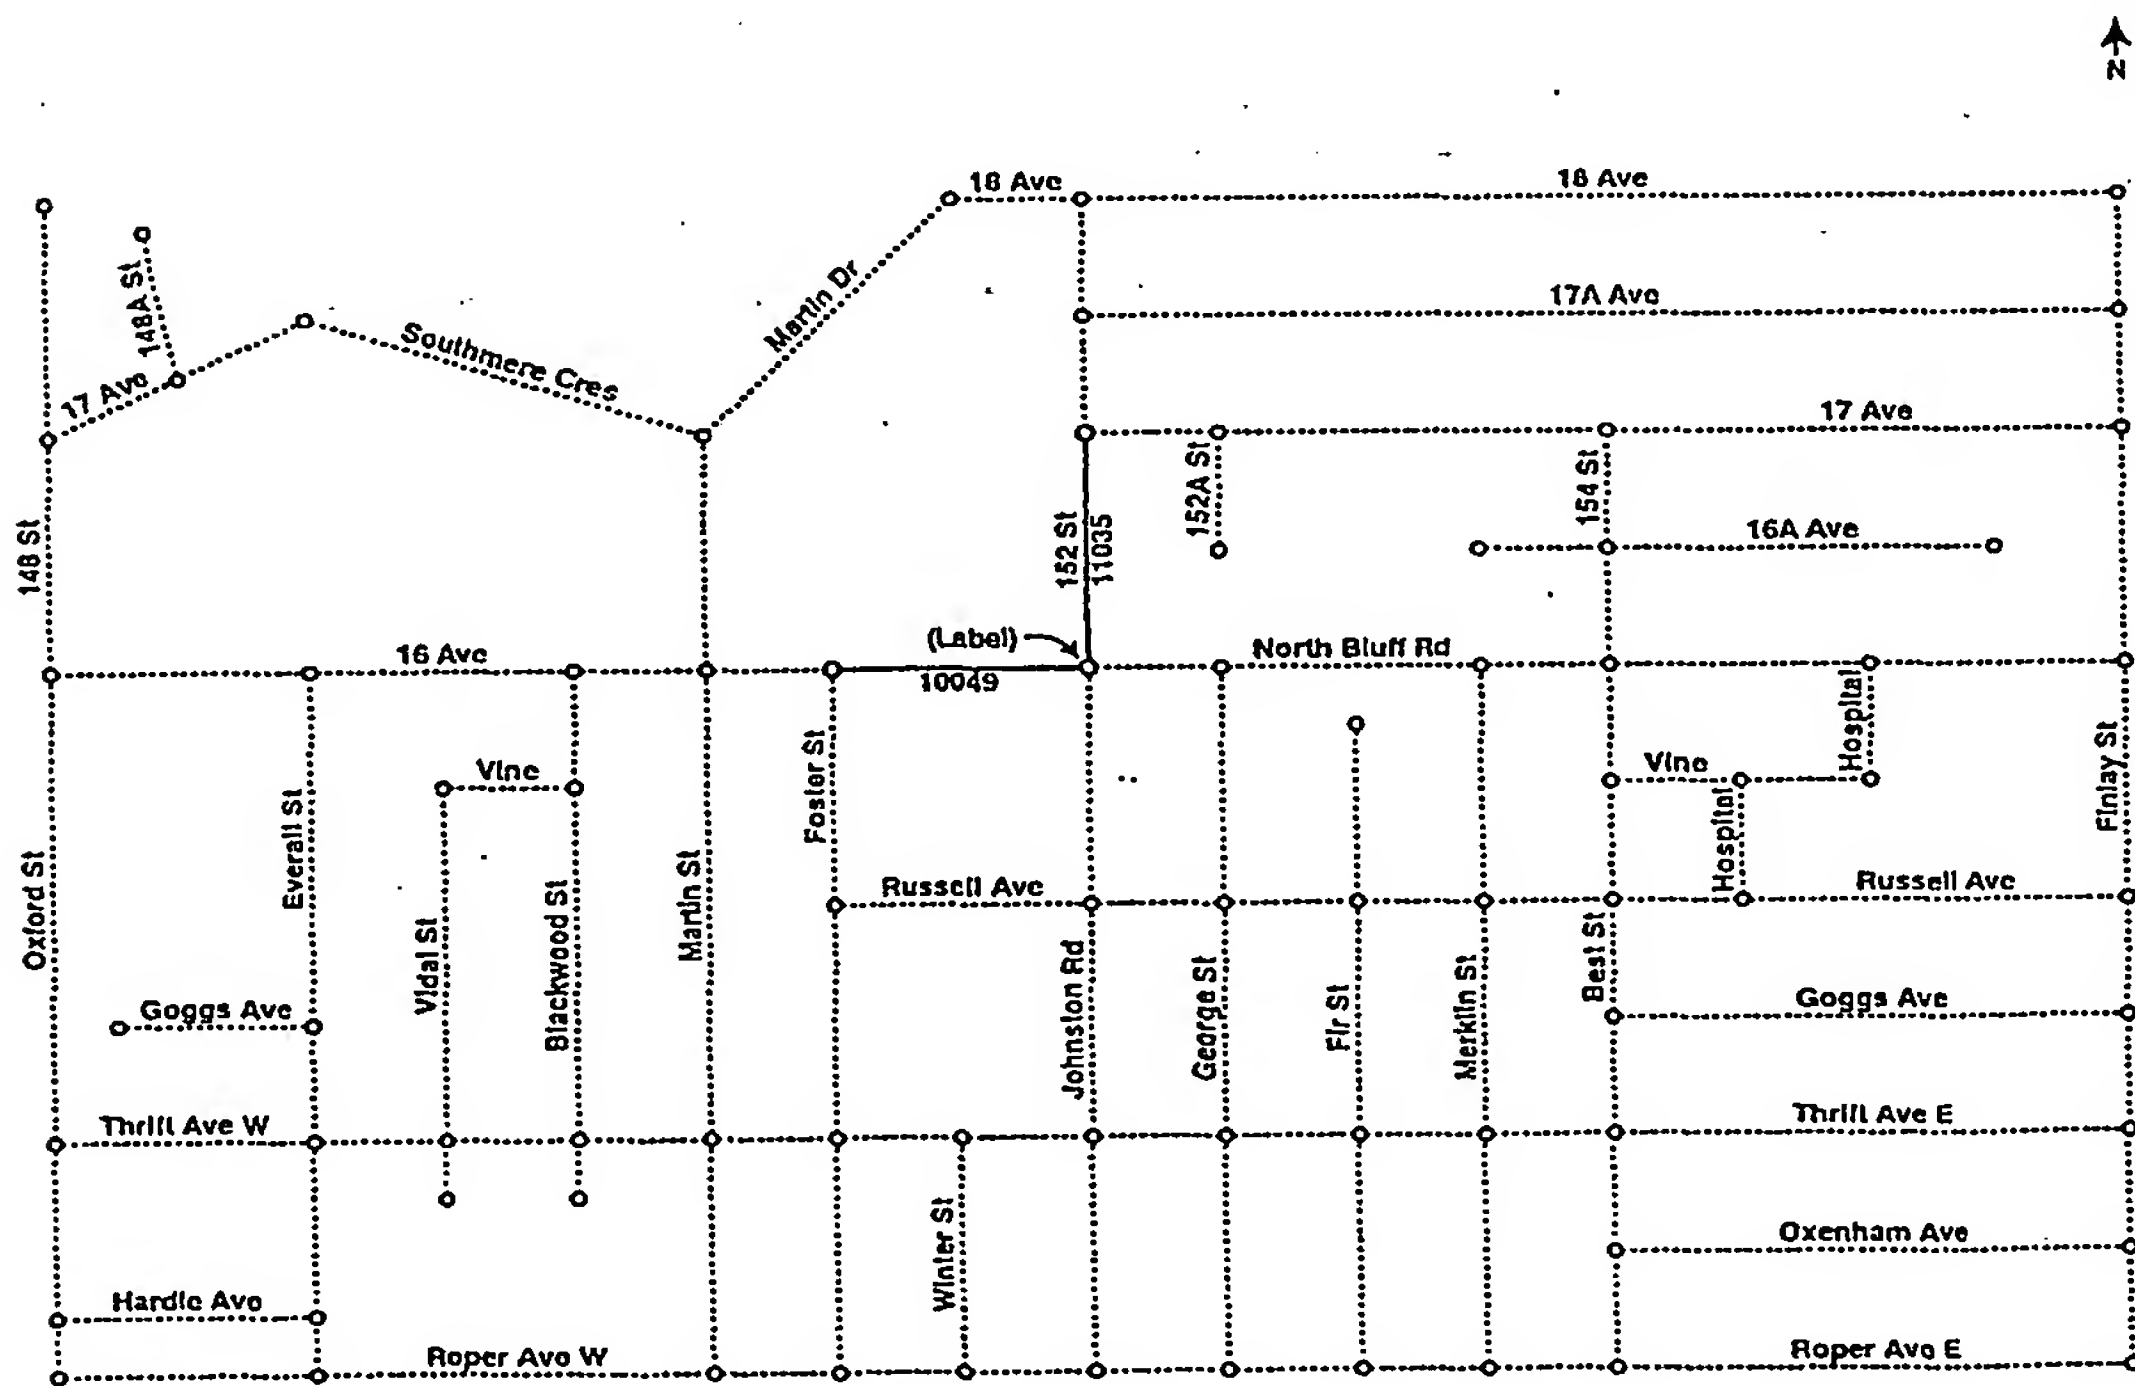 N
18 Ave
18 Ave
148A St
Martin Dr
17A Ave
Southmere Cres
17 Ave
17 Ave
152A St
154 St
148 St
152 St
11035
16A Ave
(Label)
16 Ave
North Bluff Rd
10049
Hospital
Foster St
Finlay St
Vine
Vine
Everall St
Hospital
Oxford St
Martin St
Russell Ave
Russell Ave
Blackwood St
Vidal St
Best St
Johnston Rd
George St
Fir St
Merklin St
Goggs Ave
Goggs Ave
Thrift Ave W
Thrift Ave E
Winter St
Oxenham Ave
Hardie Ave
Roper Ave W
Roper Ave E